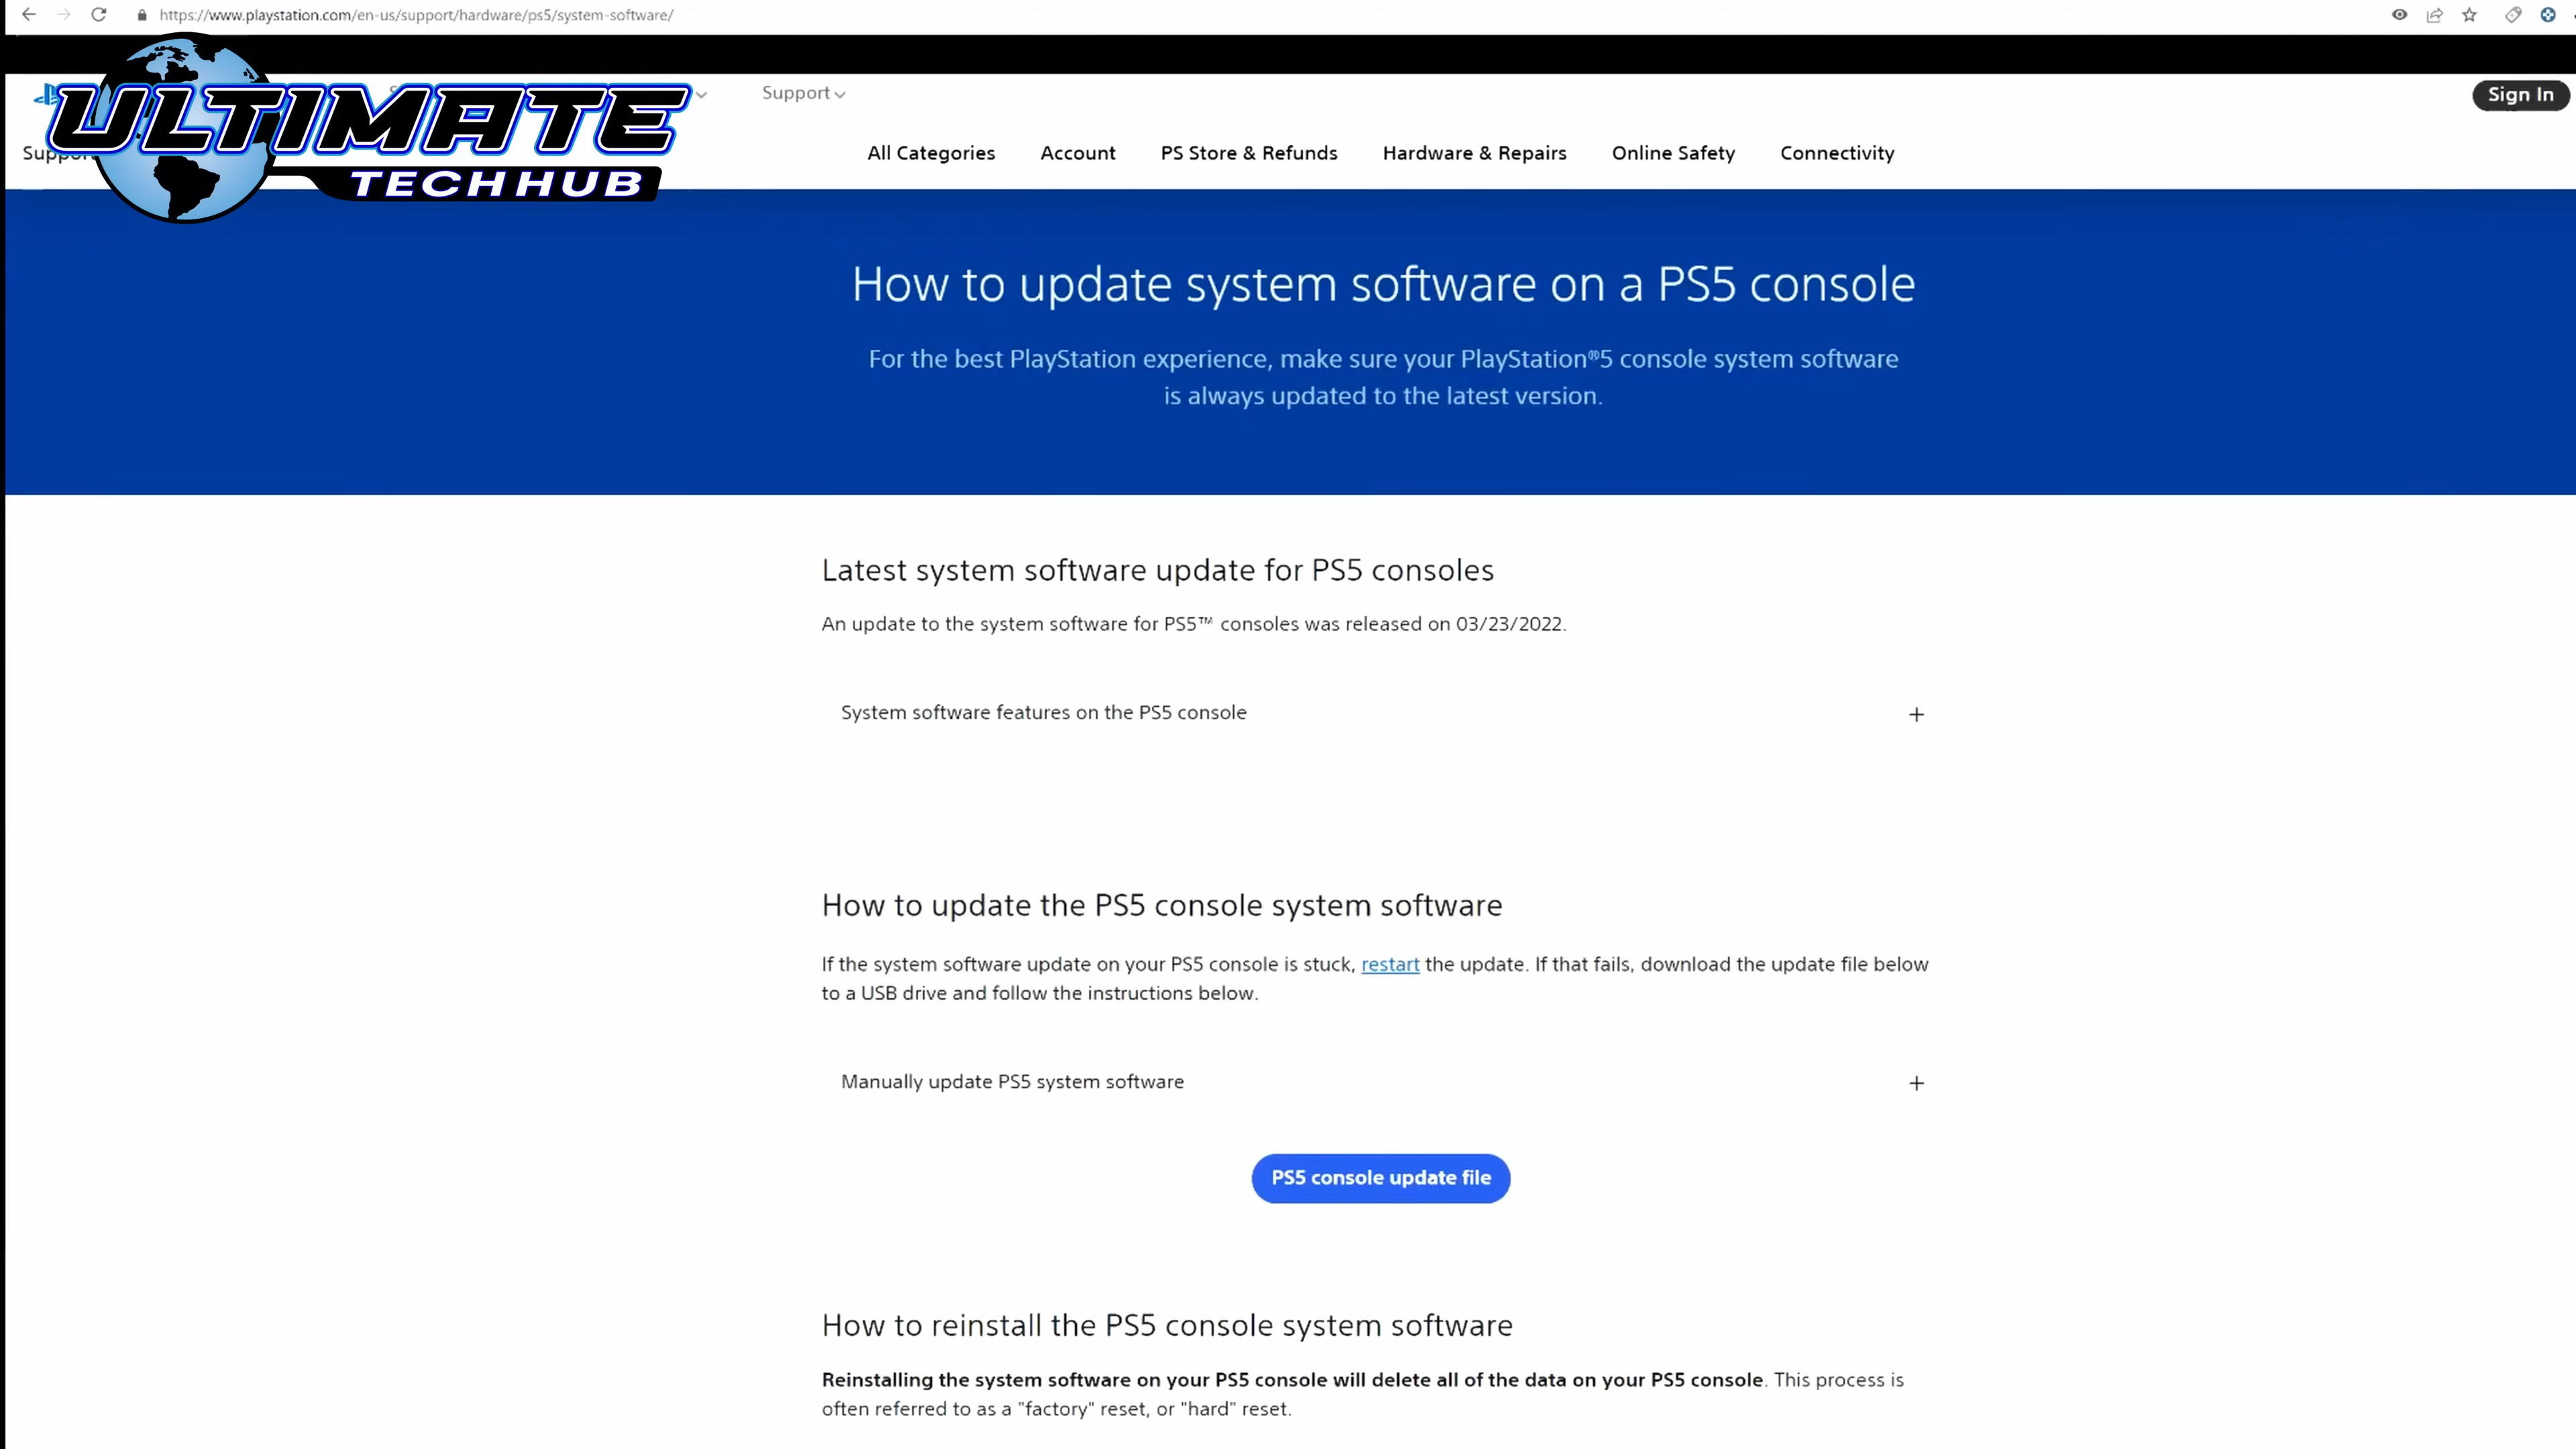 https://www.playstation.com/en-us/support/hardware/ps5/system-software/
ULTIMATE
TECH HUB
Support
Sign In
Support
All Categories
Account
PS Store & Refunds
Hardware & Repairs
Online Safety
Connectivity
How to update system software on a PS5 console
For the best PlayStation experience, make sure your PlayStation®5 console system software
is always updated to the latest version.
Latest system software update for PS5 consoles
An update to the system software for PS5™ consoles was released on 03/23/2022.
System software features on the PS5 console
+
How to update the PS5 console system software
If the system software update on your PS5 console is stuck, restart the update. If that fails, download the update file below
to a USB drive and follow the instructions below.
Manually update PS5 system software
+
PS5 console update file
How to reinstall the PS5 console system software
Reinstalling the system software on your PS5 console will delete all of the data on your PS5 console. This process is
often referred to as a "factory" reset, or "hard" reset.